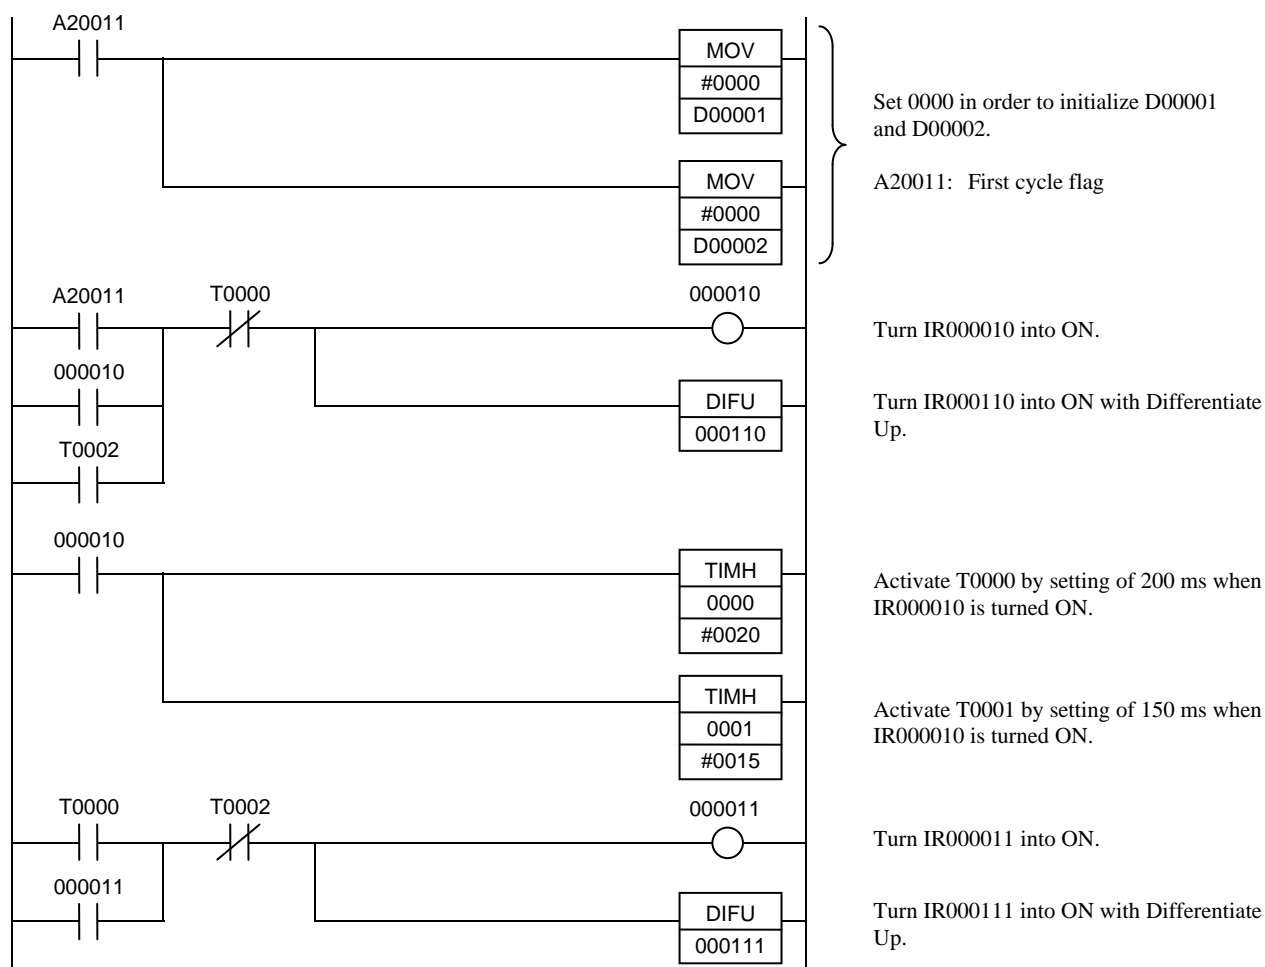 A20011
MOV
#0000
D00001
Set 0000 in order to initialize D00001
and D00002.
MOV
#0000
D00002
A20011: First cycle flag
A20011 T0000 000010
Turn IR000010 into ON.
000010
DIFU
000110
Turn IR000110 into ON with Differentiate
Up.
T0002
000010
TIMH
0000
#0020
Activate T0000 by setting of 200 ms when
IR000010 is turned ON.
TIMH
0001
#0015
Activate T0001 by setting of 150 ms when
IR000010 is turned ON.
T0000 T0002 000011
Turn IR000011 into ON.
000011
DIFU
000111
Turn IR000111 into ON with Differentiate
Up.